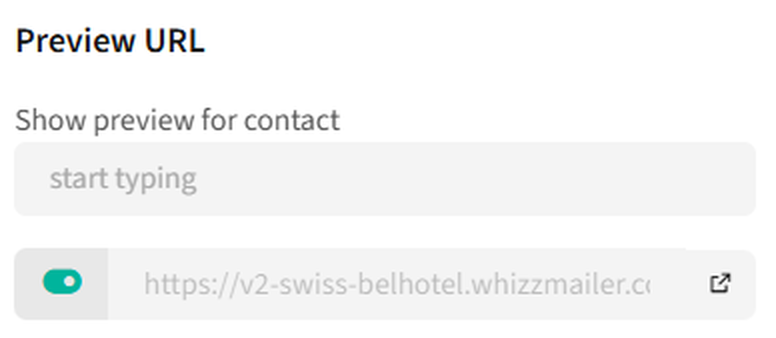 Preview URL
Show preview for contact
start typing
https://v2-swiss-belhotel.whizzmailer.c